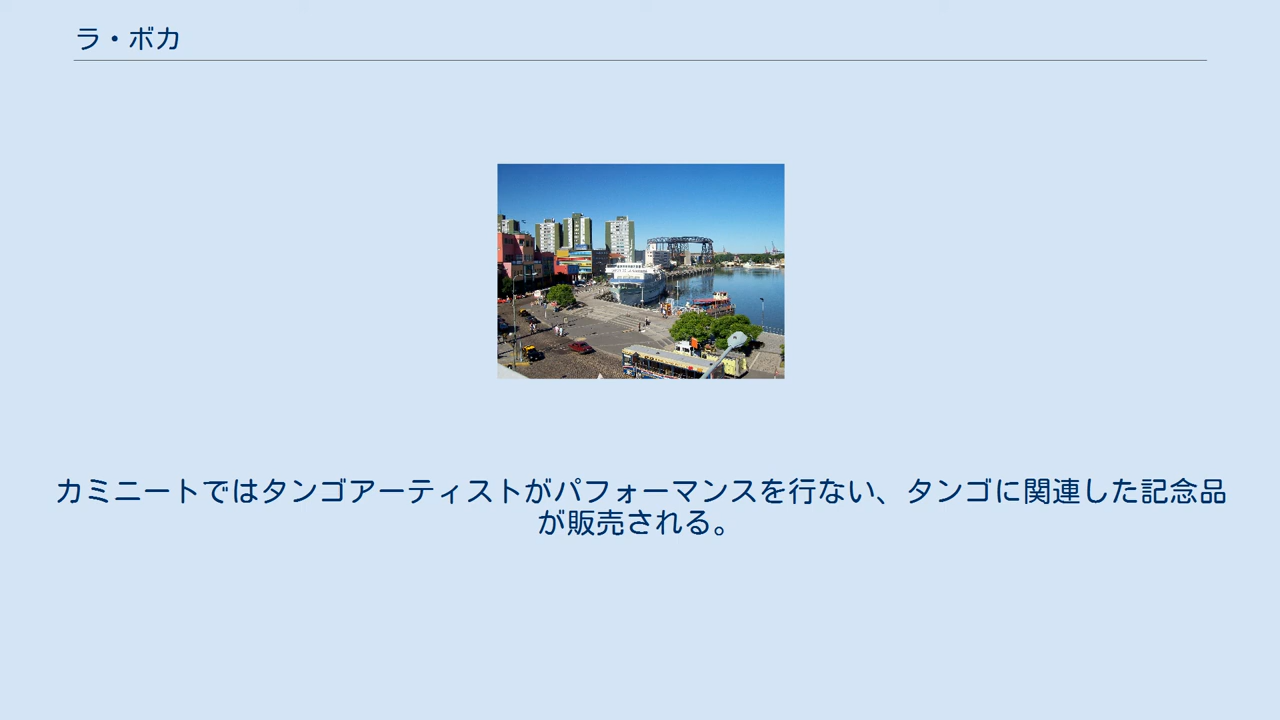 ラ・ボカ
カミニートではタンゴアーティストがパフォーマンスを行ない、タンゴに関連した記念品
が販売される。